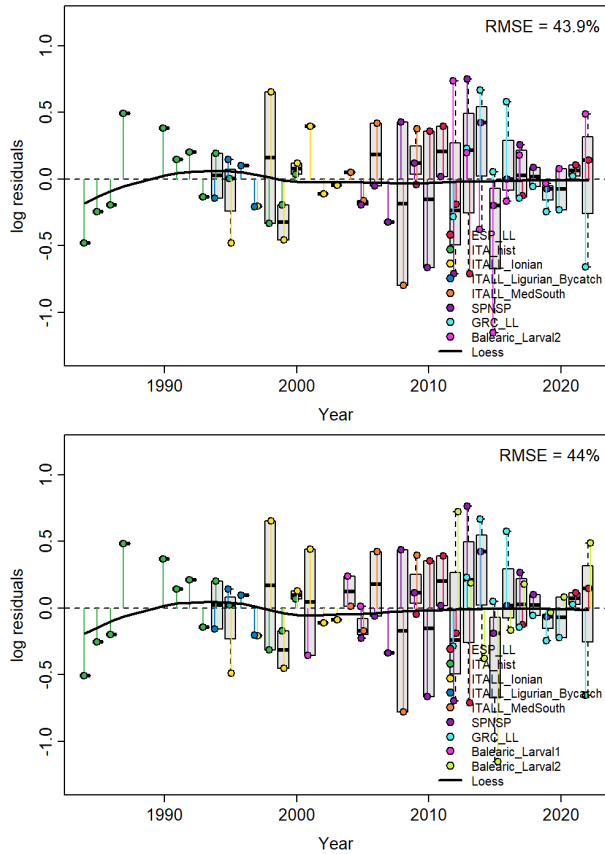 RMSE = 43.9%
1.0
0.5
0.0
-0.5
-1.0
log residuals
ESP_LL
ITA_hist
ITALL_Ionian
ITALL_Ligurian_Bycatch
ITALL_MedSouth
SPNSP
GRC_LL
Balearic_Larval2
Loess
1990 2000 2010 2020
Year
RMSE = 44%
1.0
0.5
0.0
-0.5
-1.0
log residuals
ESP_LL
ITA_hist
ITALL_Ionian
ITALL_Ligurian_Bycatch
ITALL_MedSouth
SPNSP
GRC_LL
Balearic_Larval1
Balearic_Larval2
Loess
1990 2000 2010 2020
Year